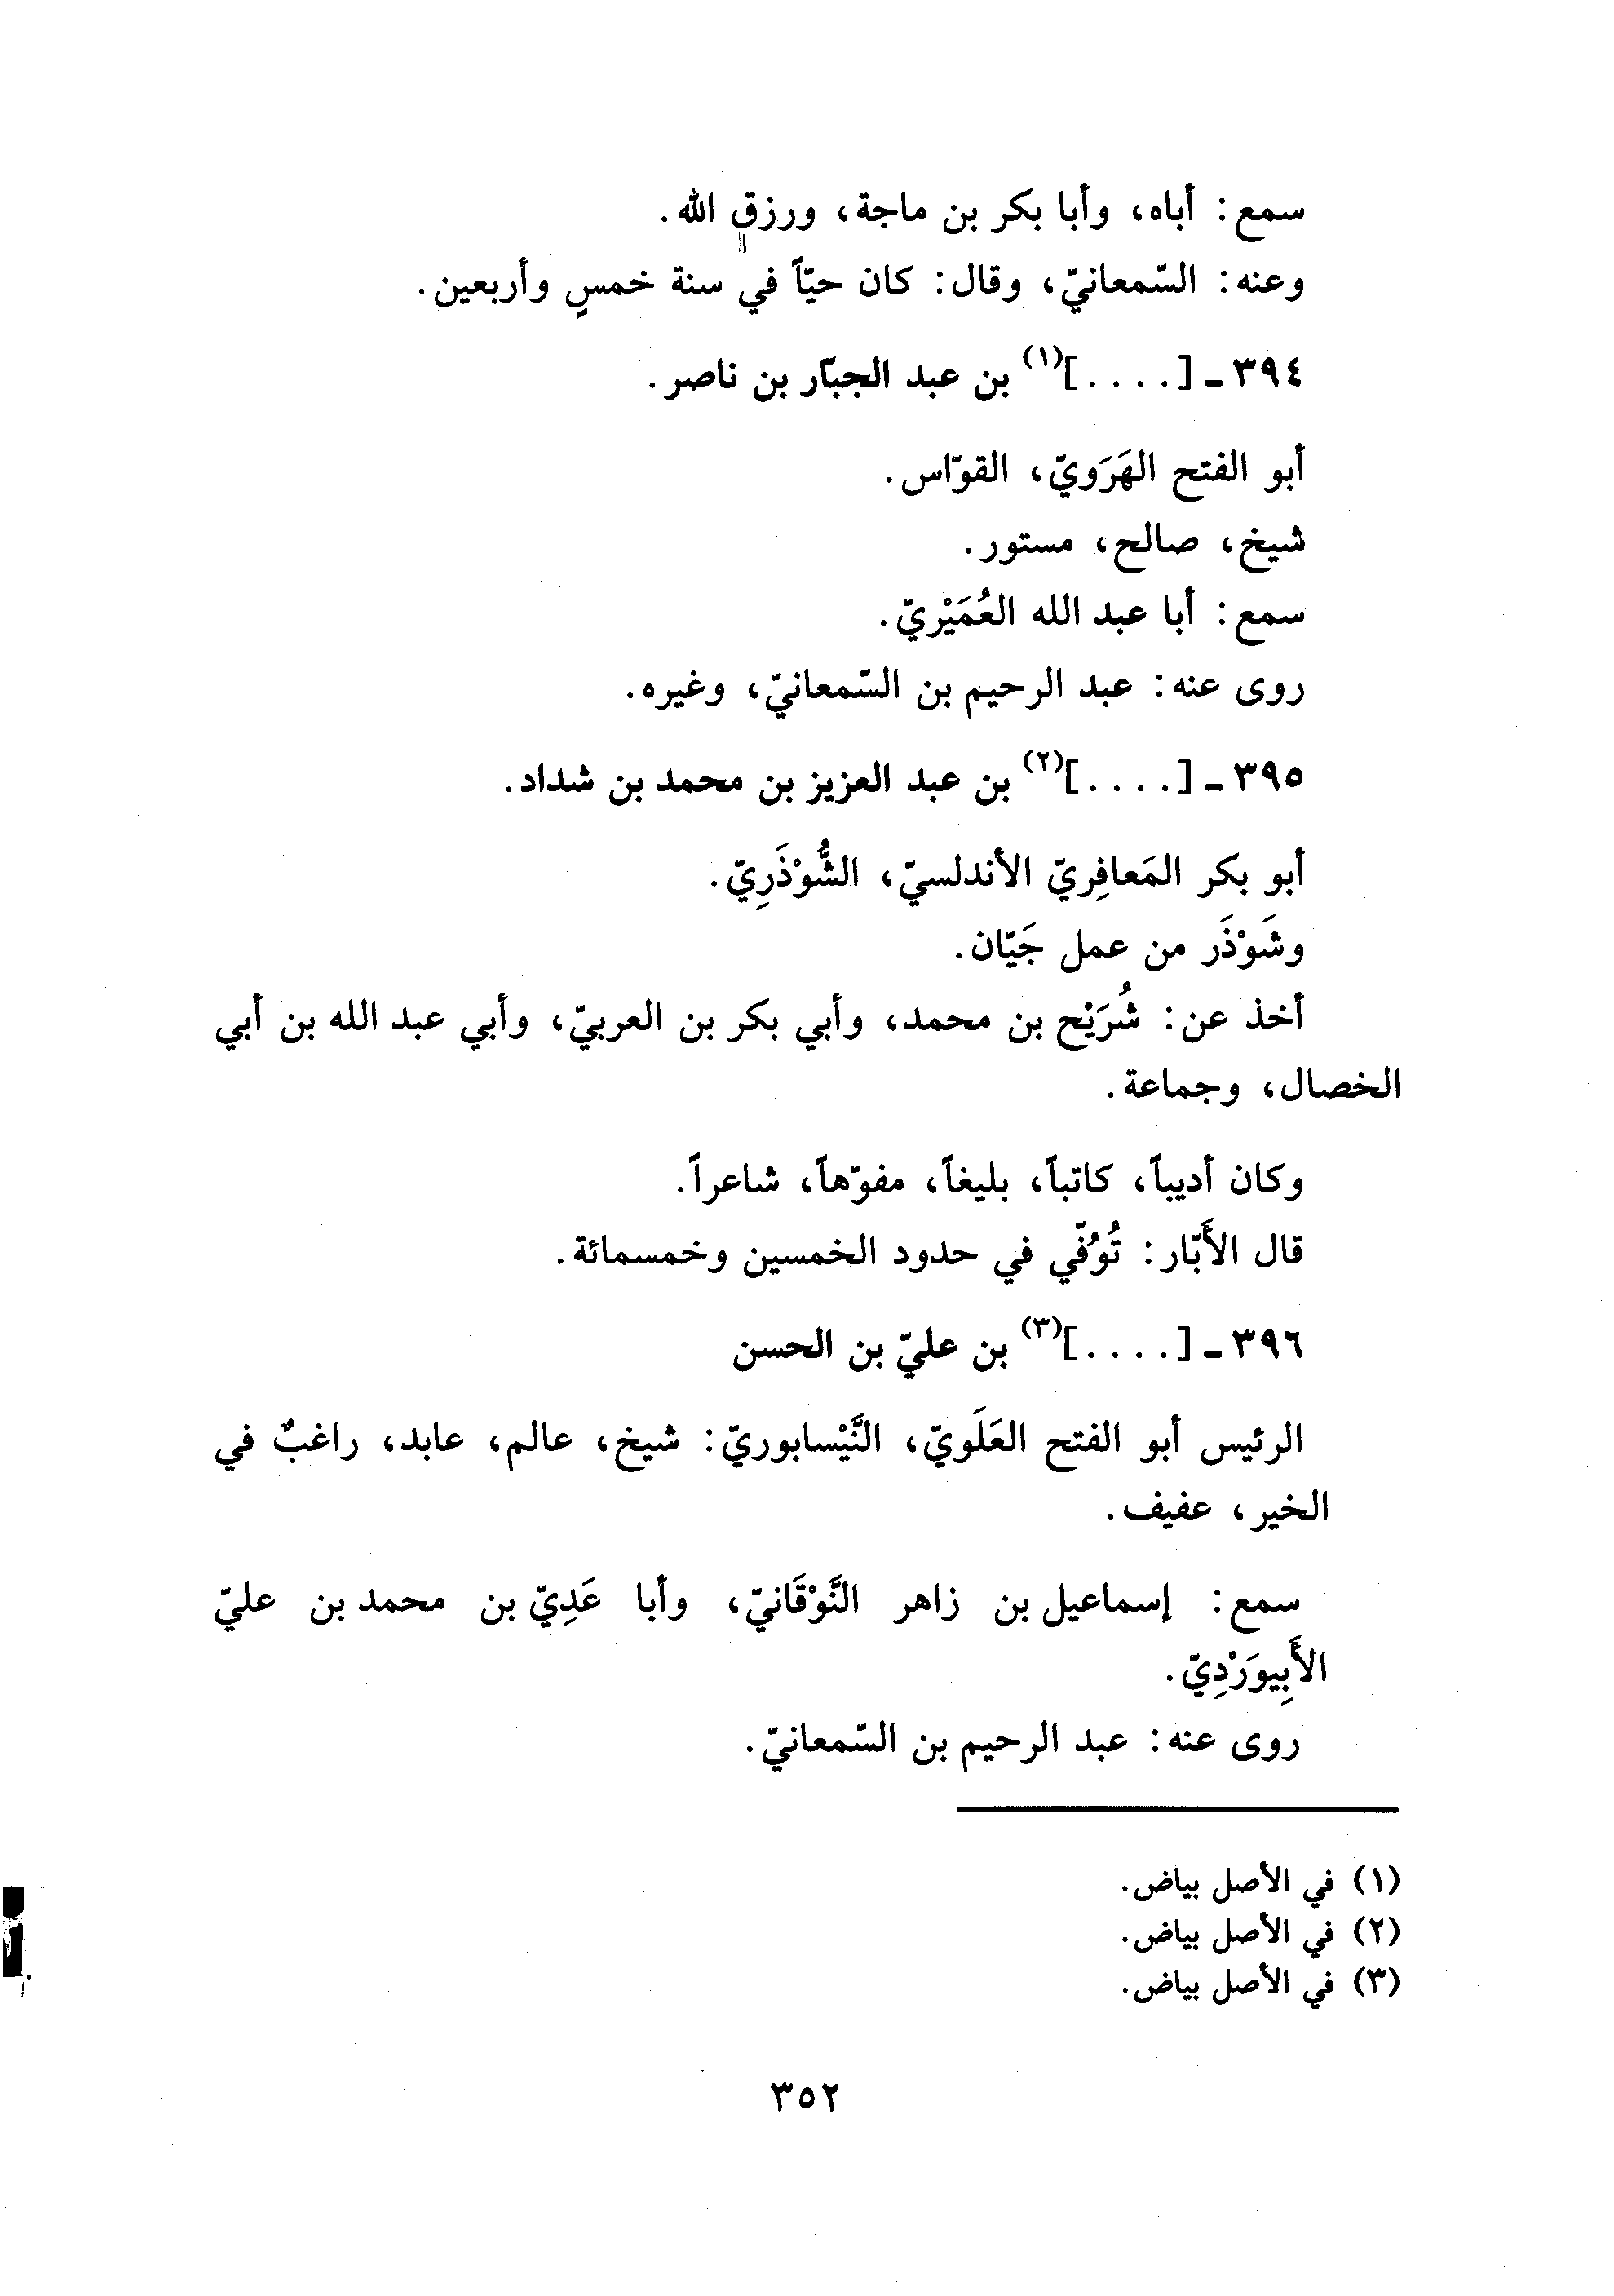 سمع: أباه، وأبا بكر بن ماجة، ورزق الله.
وعنه: السّمعانيّ، وقال: كان حيّاً في سنة خمسٍ وأربعين.
٣٩٤ ـ [....](١) بن عبد الجبّار بن ناصر.
أبو الفتح الهَرَويّ، القوّاس.
شيخ، صالح، مستور.
سمع: أبا عبد الله العُمَيْريّ.
روى عنه: عبد الرحيم بن السّمعانيّ، وغيره.
٣٩٥ ـ [....](٢) بن عبد العزيز بن محمد بن شداد.
أبو بكر المَعافِريّ الأندلسيّ، الشُّوْذَرِيّ.
وشَوْذَر من عمل جَيّان.
أخذ عن: شُرَيْح بن محمد، وأبي بكر بن العربيّ، وأبي عبد الله بن أبي
الخصال، وجماعة.
وكان أديباً، كاتباً، بليغاً، مفوّهاً، شاعراً.
قال الأَبّار: تُوُفّي في حدود الخمسين وخمسمائة.
٣٩٦ ـ [....](٣) بن عليّ بن الحسن
الرئيس أبو الفتح العَلَويّ، النَّيْسابوريّ: شيخ، عالم، عابد، راغبٌ في
الخير، عفيف.
سمع: إسماعيل بن زاهر النَّوْقَانيّ، وأبا عَدِيّ بن محمد بن عليّ
الأَبِيوَرْدِيّ.
روى عنه: عبد الرحيم بن السّمعانيّ.
(١) في الأصل بياض.
(٢) في الأصل بياض.
(٣) في الأصل بياض.
٣٥٢